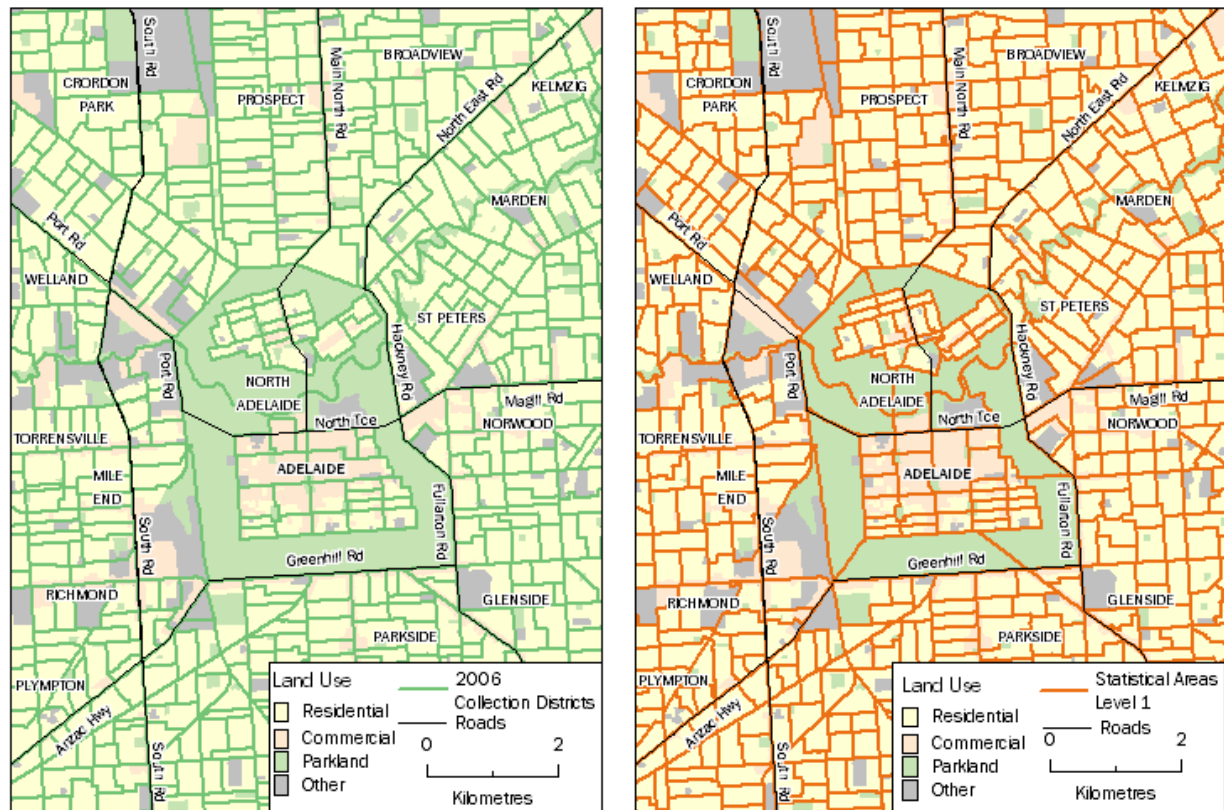 South Rd
Main North Rd
BROADVIEW
KELMZIG
CRORDON
PARK
PROSPECT
North East Rd
MARDEN
Port Rd
WELLAND
ST PETERS
Hackney Rd
Port Rd
NORTH
ADELAIDE
North Tce
Magill Rd
NORWOOD
TORRENSVILLE
ADELAIDE
MILE
END
South Rd
Fullarton Rd
Greenhill Rd
RICHMOND
GLENSIDE
PARKSIDE
PLYMPTON
Anzac Hwy
South Rd
Land Use
Residential
Commercial
Parkland
Other
2006
Collection Districts
Roads
0 2
Kilometres
South Rd
Main North Rd
BROADVIEW
KELMZIG
CRORDON
PARK
PROSPECT
North East Rd
MARDEN
Port Rd
WELLAND
ST PETERS
Hackney Rd
Port Rd
NORTH
ADELAIDE
North Tce
Magill Rd
NORWOOD
TORRENSVILLE
ADELAIDE
MILE
END
South Rd
Fullarton Rd
Greenhill Rd
RICHMOND
GLENSIDE
PARKSIDE
PLYMPTON
Anzac Hwy
South Rd
Land Use
Residential
Commercial
Parkland
Other
Statistical Areas
Level 1
Roads
0 2
Kilometres